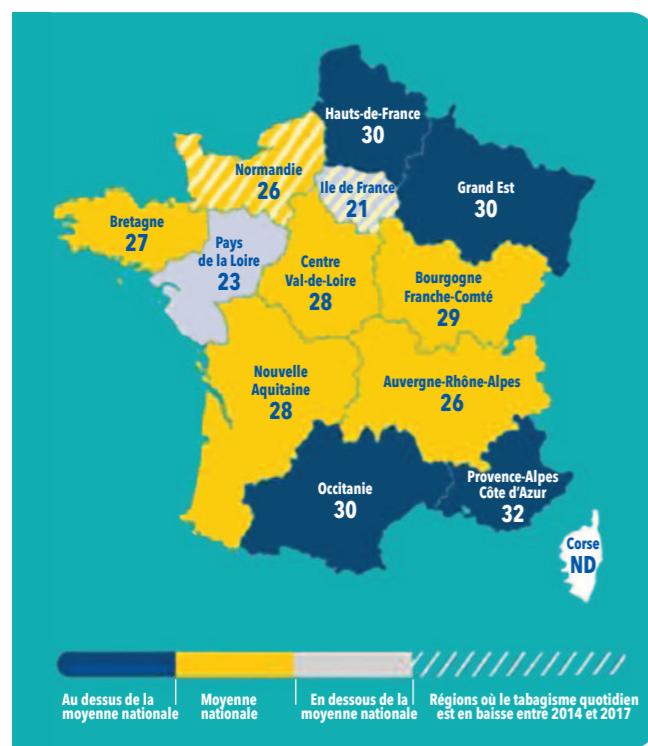 Hauts-de-France
30
Normandie
26
Ile de France
21
Grand Est
30
Bretagne
27
Pays
de la Loire
23
Centre
Val-de-Loire
28
Bourgogne
Franche-Comté
29
Nouvelle
Aquitaine
28
Auvergne-Rhône-Alpes
26
Occitanie
30
Provence-Alpes
Côte d'Azur
32
Corse
ND
Au dessus de la
moyenne nationale
Moyenne
nationale
En dessous de la
moyenne nationale
Régions où le tabagisme quotidien
est en baisse entre 2014 et 2017